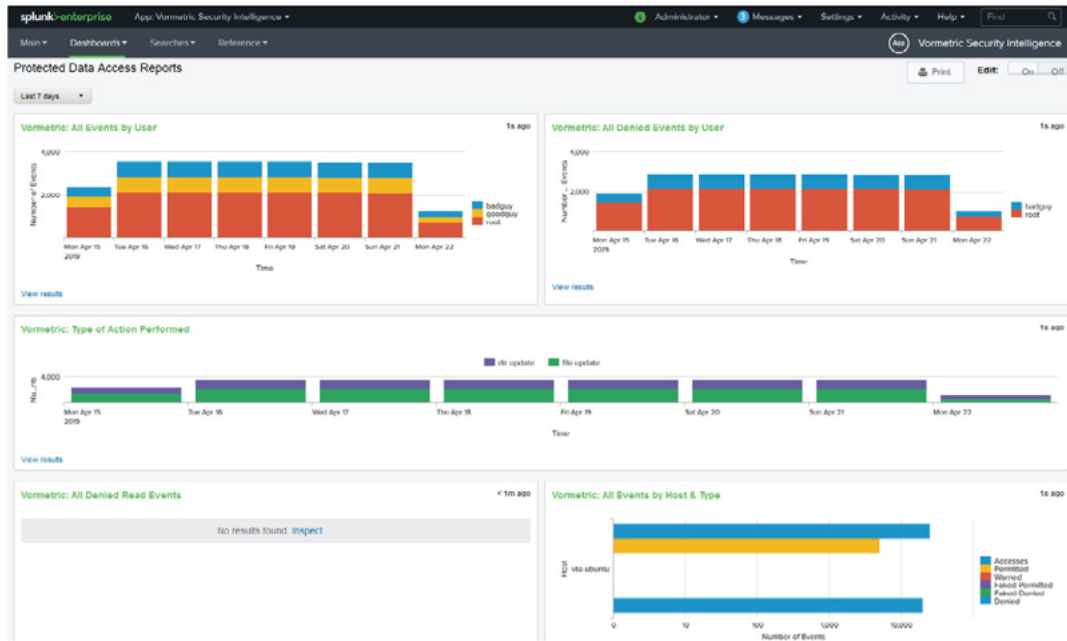 splunk>enterprise App: Vormetric Security Intelligence Administrator 3 Messages Settings Activity Help Find
Main Dashboards Searches Reference App Vormetric Security Intelligence
Protected Data Access Reports Print Edit: On Off
Last 7 days
Vormetric: All Events by User 1s ago
4,000
2,000
Number of Events
badguy
goodguy
root
Mon Apr 15 Tue Apr 16 Wed Apr 17 Thu Apr 18 Fri Apr 19 Sat Apr 20 Sun Apr 21 Mon Apr 22
2019
Time
View results
Vormetric: All Denied Events by User 1s ago
4,000
2,000
Number ... Events
badguy
root
Mon Apr 15 Tue Apr 16 Wed Apr 17 Thu Apr 18 Fri Apr 19 Sat Apr 20 Sun Apr 21 Mon Apr 22
2019
Time
View results
Vormetric: Type of Action Performed 1s ago
dir update file update
4,000
Nu...nts
Mon Apr 15 Tue Apr 16 Wed Apr 17 Thu Apr 18 Fri Apr 19 Sat Apr 20 Sun Apr 21 Mon Apr 22
2019
Time
View results
Vormetric: All Denied Read Events < 1m ago
No results found. Inspect
Vormetric: All Events by Host & Type 1s ago
Host
vte-ubuntu
Accesses
Permitted
Warned
Faked-Permitted
Faked-Denied
Denied
0 10 100 1,000 10,000
Number of Events